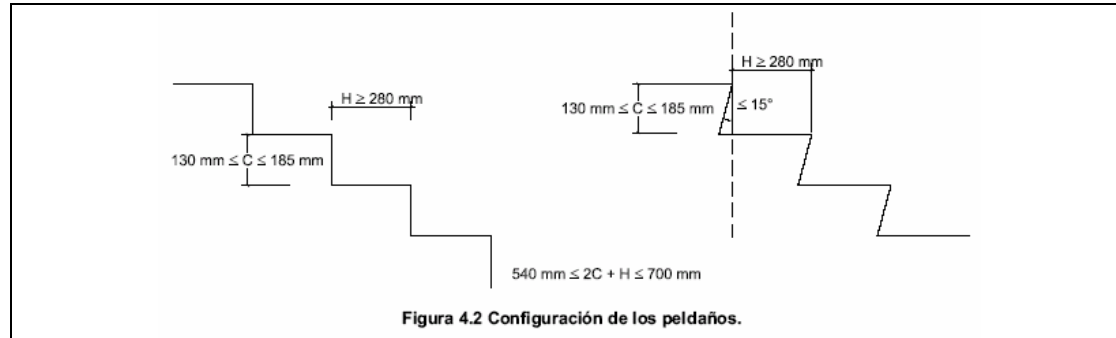 H ≥ 280 mm
130 mm ≤ C ≤ 185 mm
H ≥ 280 mm
130 mm ≤ C ≤ 185 mm
≤ 15°
540 mm ≤ 2C + H ≤ 700 mm
Figura 4.2 Configuración de los peldaños.